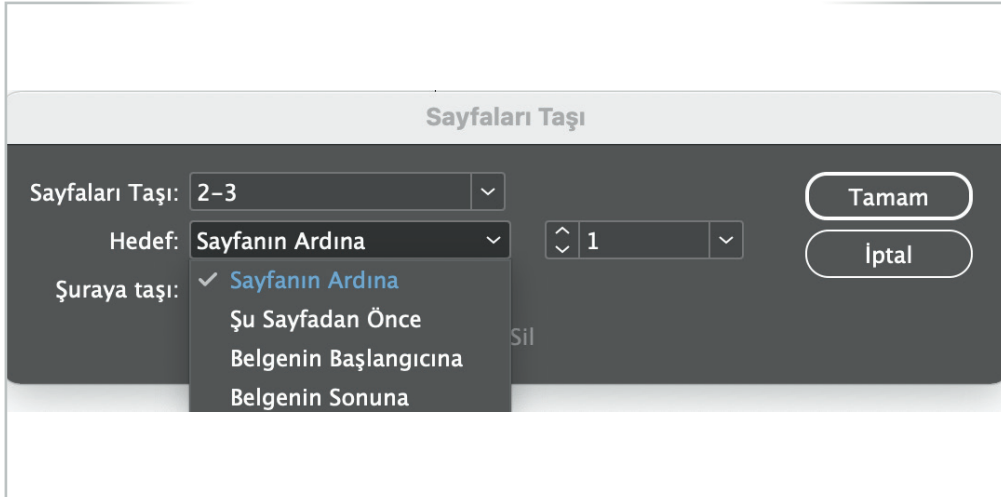 Sayfaları Taşı
Sayfaları Taşı: 2-3
Tamam
Hedef: Sayfanın Ardına 1
İptal
Şuraya taşı: Sayfanın Ardına
Şu Sayfadan Önce
Sil
Belgenin Başlangıcına
Belgenin Sonuna